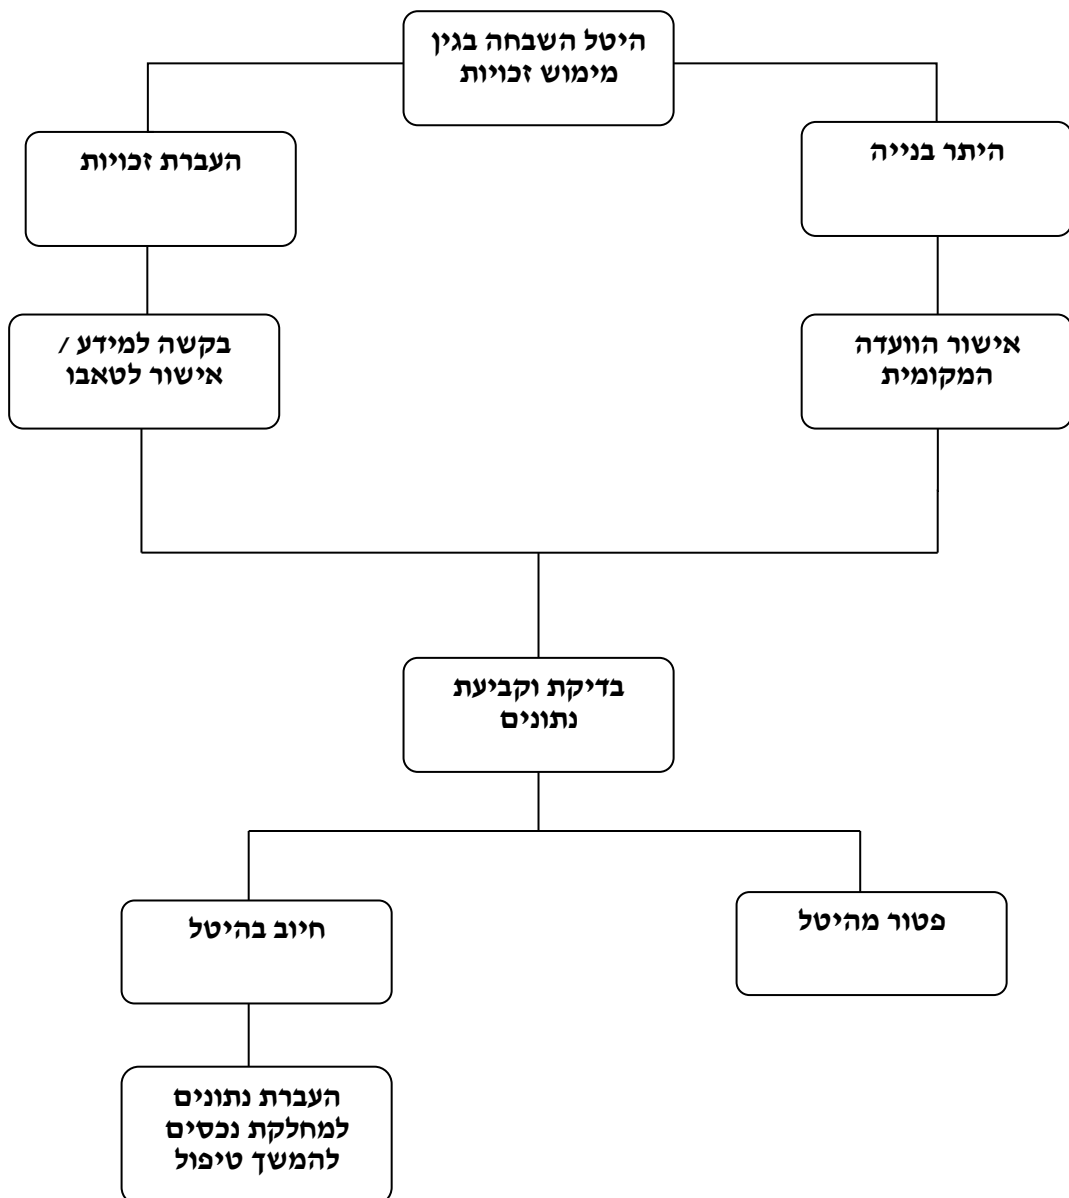 היטל השבחה בגין
מימוש זכויות
היתר בנייה
העברת זכויות
אישור הוועדה
המקומית
בקשה למידע /
אישור לטאבו
בדיקת וקביעת
נתונים
פטור מהיטל
חיוב בהיטל
העברת נתונים
למחלקת נכסים
להמשך טיפול